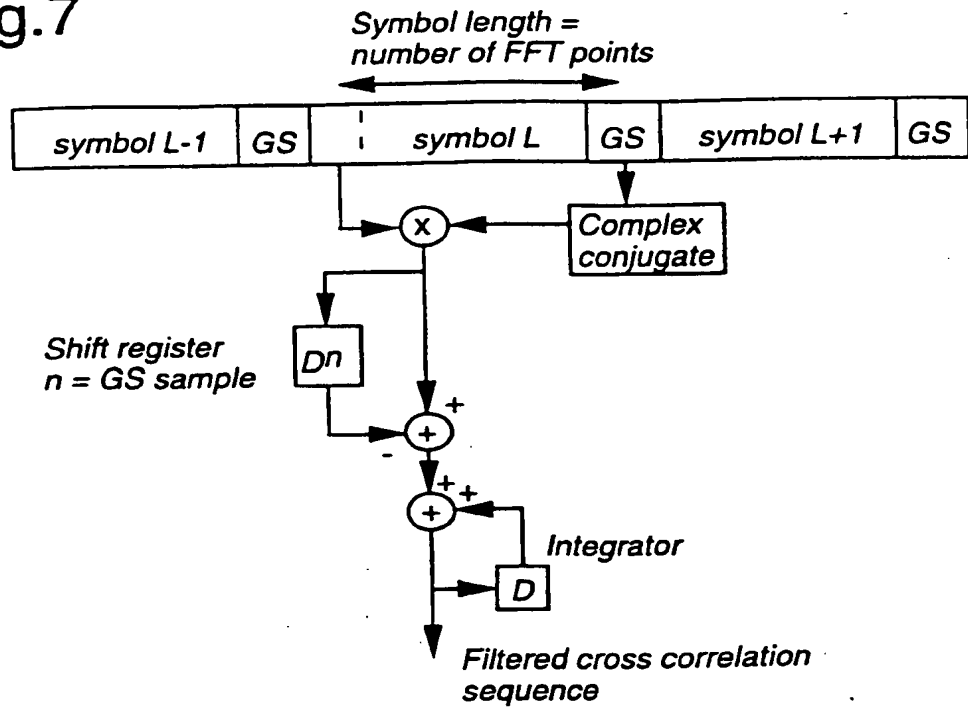 g.7
Symbol length =
number of FFT points
symbol L-1 GS symbol L GS symbol L+1 GS
x
Complex
conjugate
Shift register
n = GS sample
Dn
+
+
-
+ +
+
Integrator
D
Filtered cross correlation
sequence